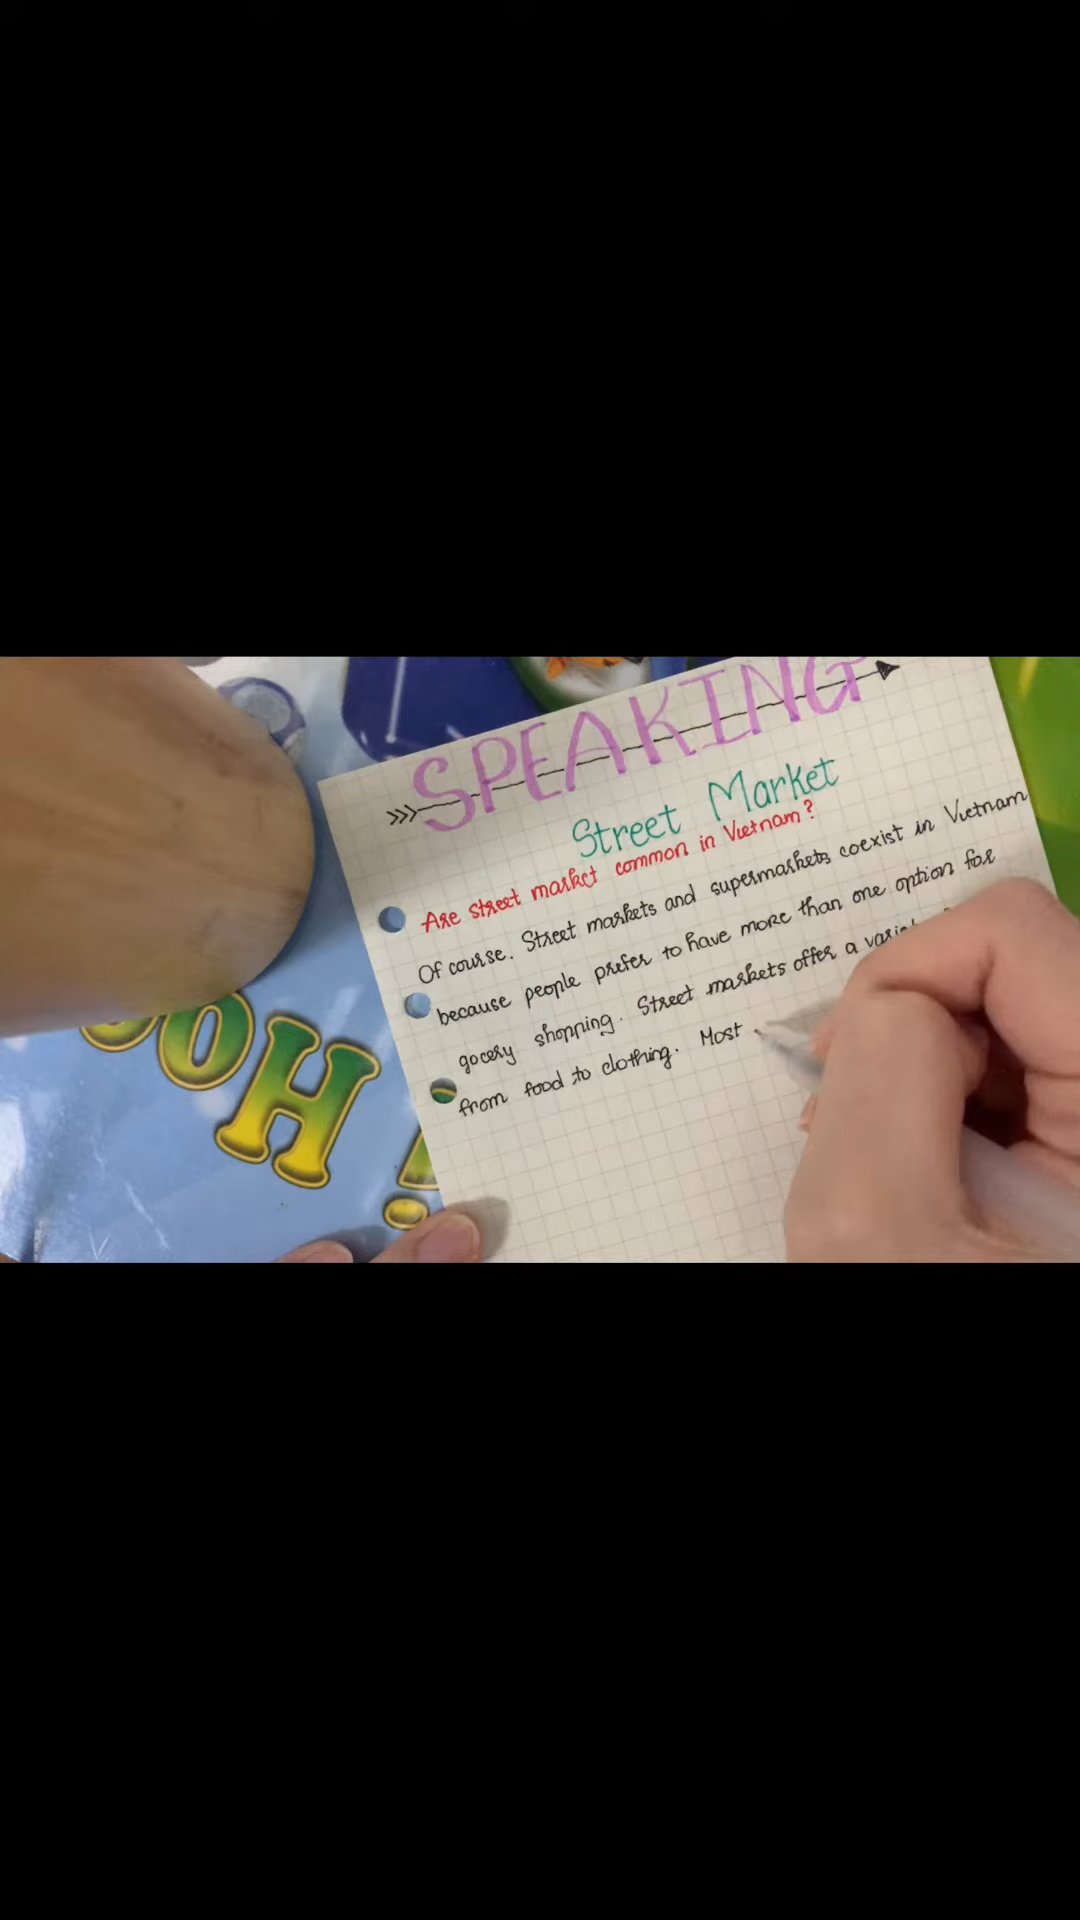 SPEAKING
Street Market
Are street market common in Vietnam?
Of course. Street markets and supermarkets coexist in Vietnam
because people prefer to have more than one option for
gocery shopping. Street markets offer a
from food to clothing. Most
OOH
!